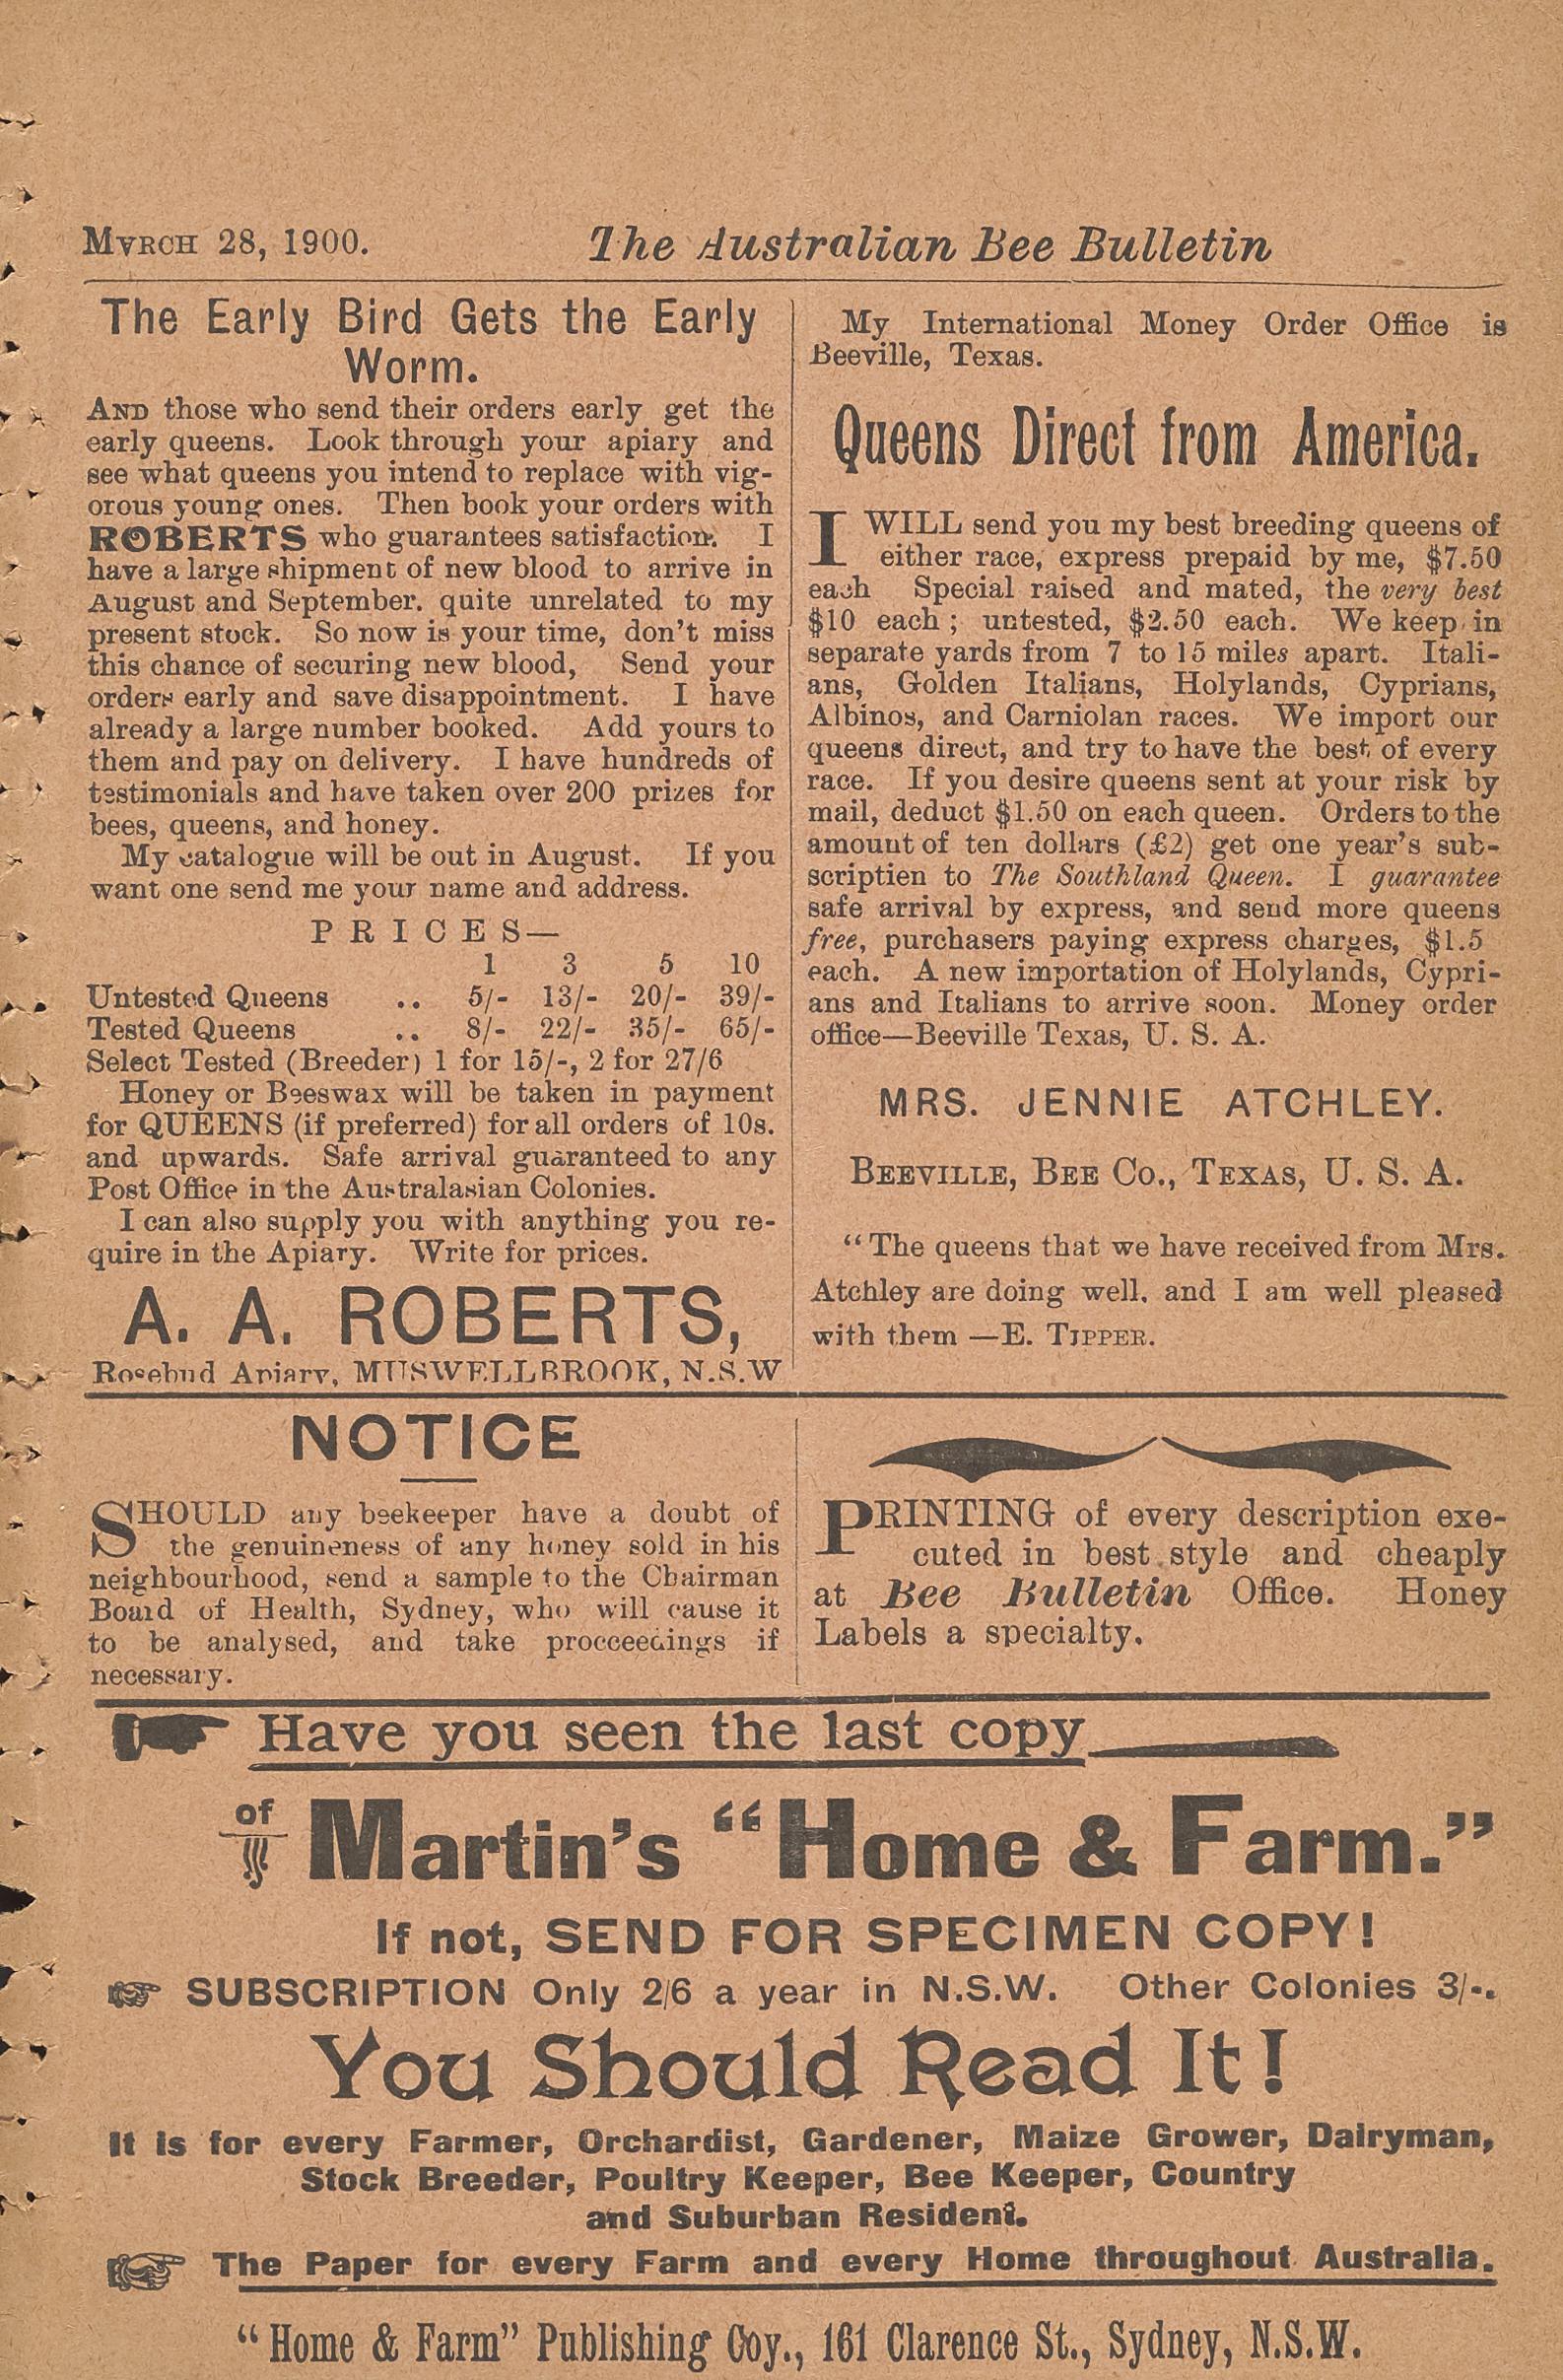 MARCH 28, 1900.
The Australian Bee Bulletin
The Early Bird Gets the Early
Worm.
AND those who send their orders early get the
early queens. Look through your apiary and
see what queens you intend to replace with vig-
orous young ones. Then book your orders with
ROBERTS who guarantees satisfaction. I
have a large shipment of new blood to arrive in
August and September. quite unrelated to my
present stock. So now is your time, don't miss
this chance of securing new blood, Send your
orders early and save disappointment. I have
already a large number booked. Add yours to
them and pay on delivery. I have hundreds of
testimonials and have taken over 200 prizes for
bees, queens, and honey.
My catalogue will be out in August. If you
want one send me your name and address.
PRICES—
1 3 5 10
Untested Queens .. 5/- 13/- 20/- 39/-
Tested Queens .. 8/- 22/- 35/- 65/-
Select Tested (Breeder) 1 for 15/-, 2 for 27/6
Honey or Beeswax will be taken in payment
for QUEENS (if preferred) for all orders of 10s.
and upwards. Safe arrival guaranteed to any
Post Office in the Australasian Colonies.
I can also supply you with anything you re-
quire in the Apiary. Write for prices.
A. A. ROBERTS,
Rosebud Apiary, MUSWELLBROOK, N.S.W
My International Money Order Office is
Beeville, Texas.
Queens Direct from America.
I WILL send you my best breeding queens of
either race, express prepaid by me, $7.50
each Special raised and mated, the very best
$10 each; untested, $2.50 each. We keep in
separate yards from 7 to 15 miles apart. Itali-
ans, Golden Italians, Holylands, Cyprians,
Albinos, and Carniolan races. We import our
queens direct, and try to have the best of every
race. If you desire queens sent at your risk by
mail, deduct $1.50 on each queen. Orders to the
amount of ten dollars (£2) get one year's sub-
scriptien to The Southland Queen. I guarantee
safe arrival by express, and send more queens
free, purchasers paying express charges, $1.5
each. A new importation of Holylands, Cypri-
ans and Italians to arrive soon. Money order
office—Beeville Texas, U. S. A.
MRS. JENNIE ATCHLEY.
BEEVILLE, BEE CO., TEXAS, U. S. A.
"The queens that we have received from Mrs.
Atchley are doing well, and I am well pleased
with them —E. TIPPER.
NOTICE
SHOULD any beekeeper have a doubt of
the genuineness of any honey sold in his
neighbourhood, send a sample to the Chairman
Board of Health, Sydney, who will cause it
to be analysed, and take procceedings if
necessary.
PRINTING of every description exe-
cuted in best style and cheaply
at Bee Bulletin Office. Honey
Labels a specialty.
Have you seen the last copy
of Martin's "Home & Farm."
If not, SEND FOR SPECIMEN COPY!
SUBSCRIPTION Only 2/6 a year in N.S.W. Other Colonies 3/-.
You Should Read It!
It is for every Farmer, Orchardist, Gardener, Maize Grower, Dairyman,
Stock Breeder, Poultry Keeper, Bee Keeper, Country
and Suburban Resident.
The Paper for every Farm and every Home throughout Australia.
"Home & Farm" Publishing Coy., 161 Clarence St., Sydney, N.S.W.